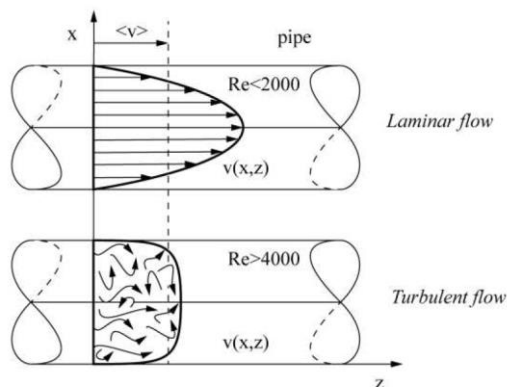 x
<v>
pipe
Re<2000
Laminar flow
v(x,z)
Re>4000
Turbulent flow
v(x,z)
z